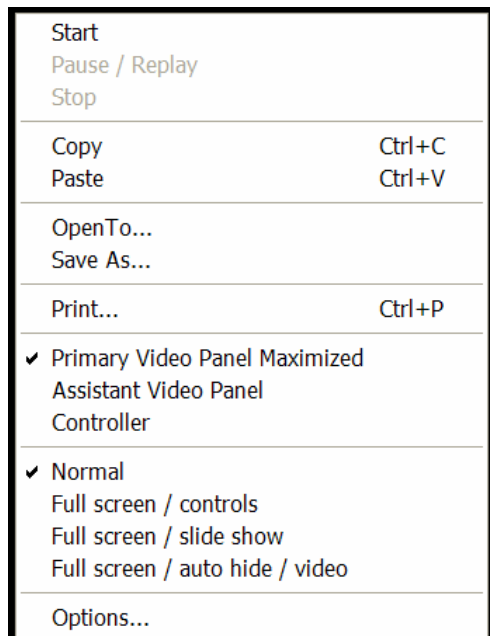 Start
Pause / Replay
Stop
Copy Ctrl+C
Paste Ctrl+V
OpenTo...
Save As...
Print... Ctrl+P
Primary Video Panel Maximized
Assistant Video Panel
Controller
Normal
Full screen / controls
Full screen / slide show
Full screen / auto hide / video
Options...